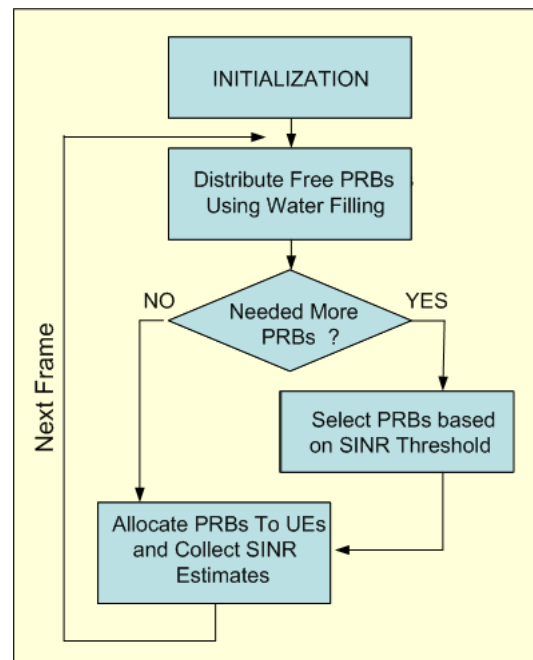 INITIALIZATION
Distribute Free PRBs
Using Water Filling
NO
YES
Needed More
PRBs ?
Next Frame
Select PRBs based
on SINR Threshold
Allocate PRBs To UEs
and Collect SINR
Estimates